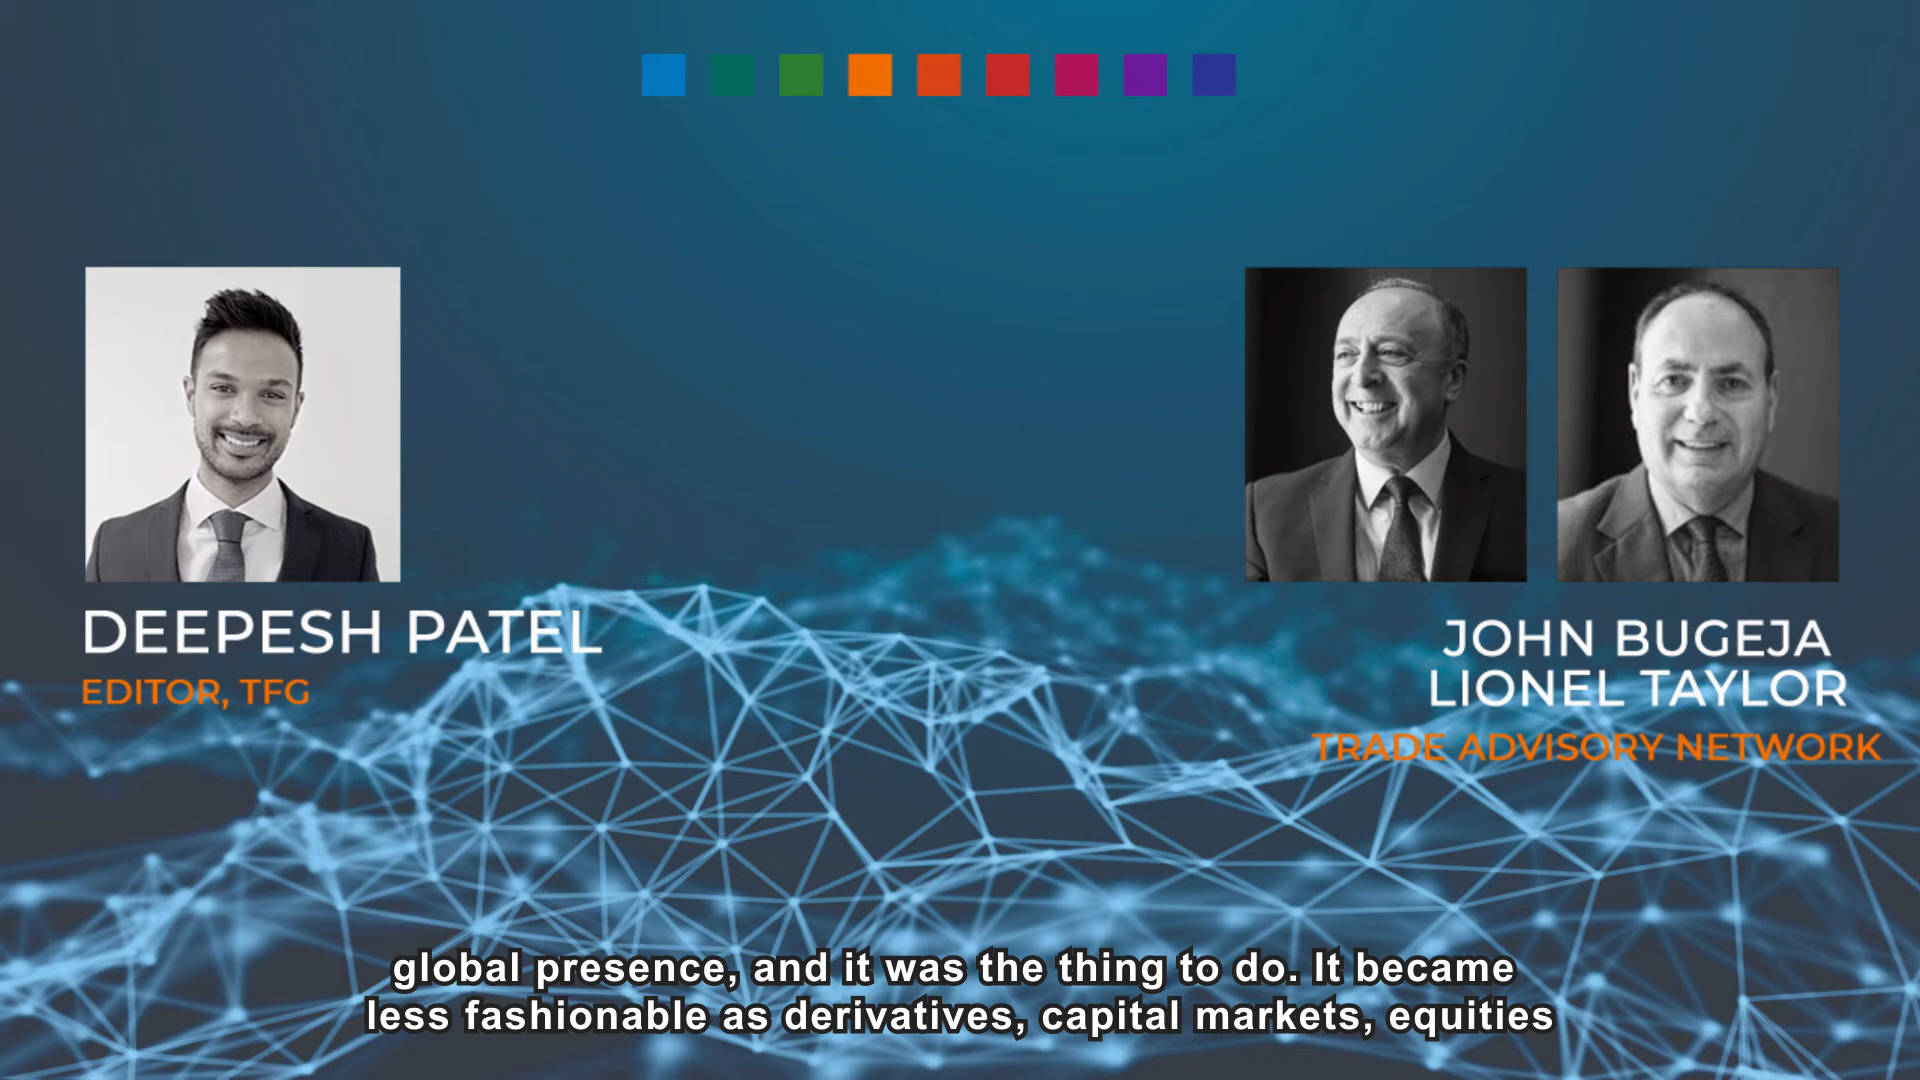 DEEPESH PATEL
EDITOR, TFG
JOHN BUGEJA
LIONEL TAYLOR
TRADE ADVISORY NETWORK
global presence, and it was the thing to do. It became
less fashionable as derivatives, capital markets, equities